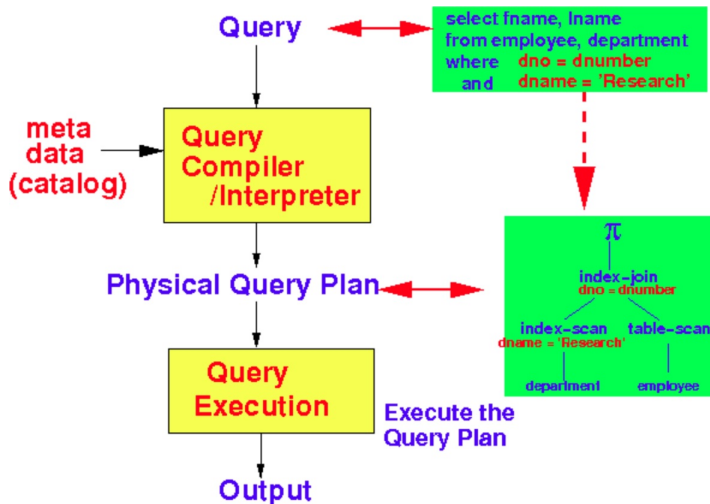 Query
select fname, lname
from employee, department
where dno = dnumber
and dname = 'Research'
meta
data
(catalog)
Query
Compiler
/Interpreter
Physical Query Plan
π
index-join
dno = dnumber
index-scan
dname = 'Research'
table-scan
department
employee
Query
Execution
Execute the
Query Plan
Output